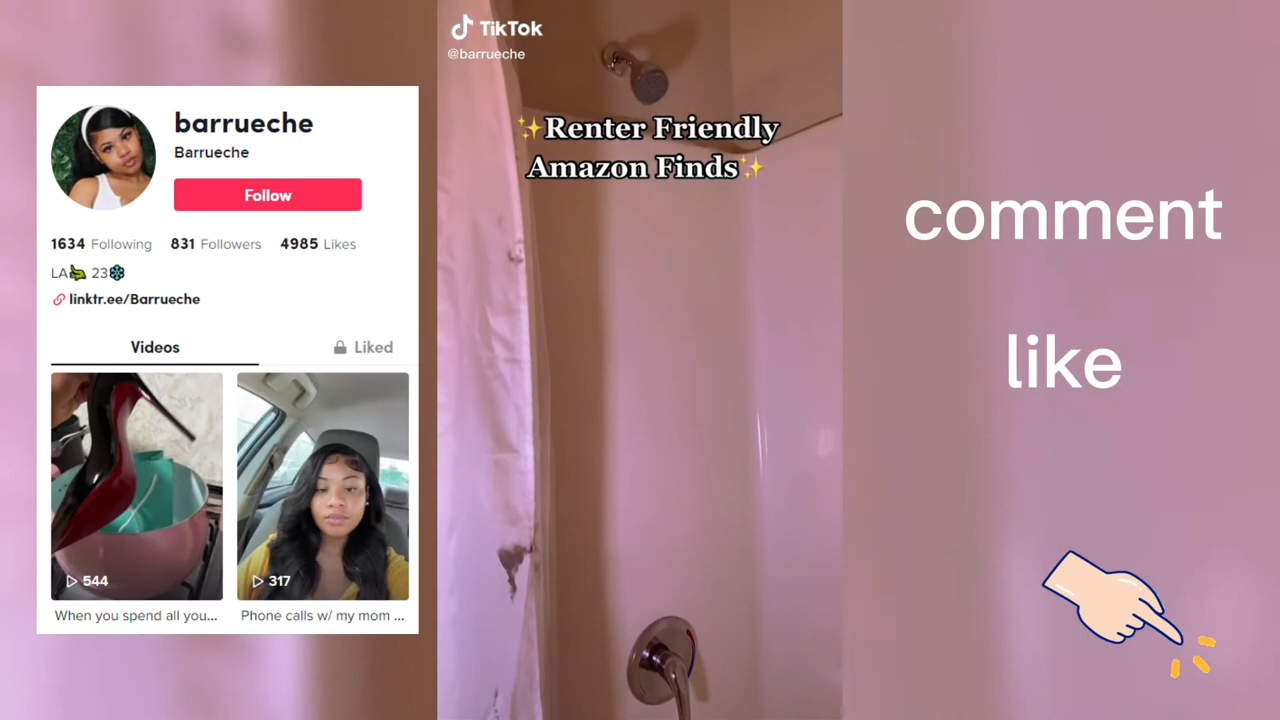 barrueche
Barrueche
Follow
1634 Following 831 Followers 4985 Likes
LA 23
linktr.ee/Barrueche
Videos Liked
544
317
When you spend all you...
Phone calls w/ my mom ...
TikTok
@barrueche
✨Renter Friendly
Amazon Finds✨
comment
like